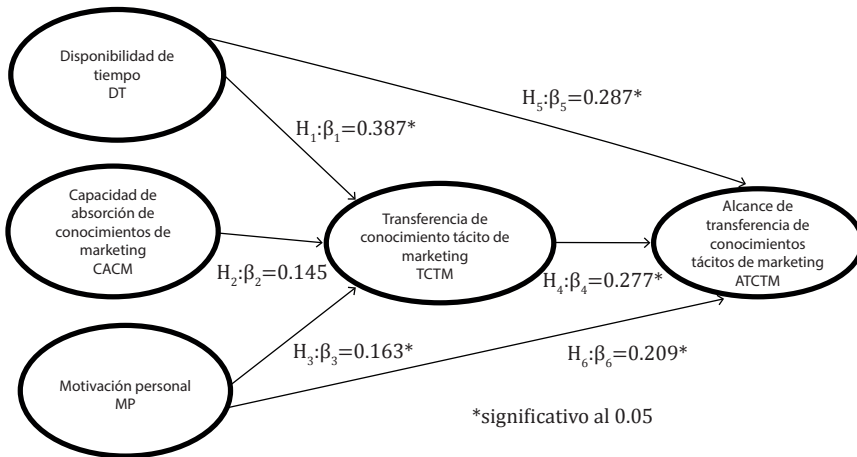 Disponibilidad de
tiempo
DT
H5:β5=0.287*
H1:β1=0.387*
Capacidad de
absorción de
conocimientos de
marketing
CACM
Transferencia de
conocimiento tácito de
marketing
TCTM
Alcance de
transferencia de
conocimientos
tácitos de marketing
ATCTM
H2:β2=0.145
H4:β4=0.277*
H3:β3=0.163*
H6:β6=0.209*
Motivación personal
MP
*significativo al 0.05